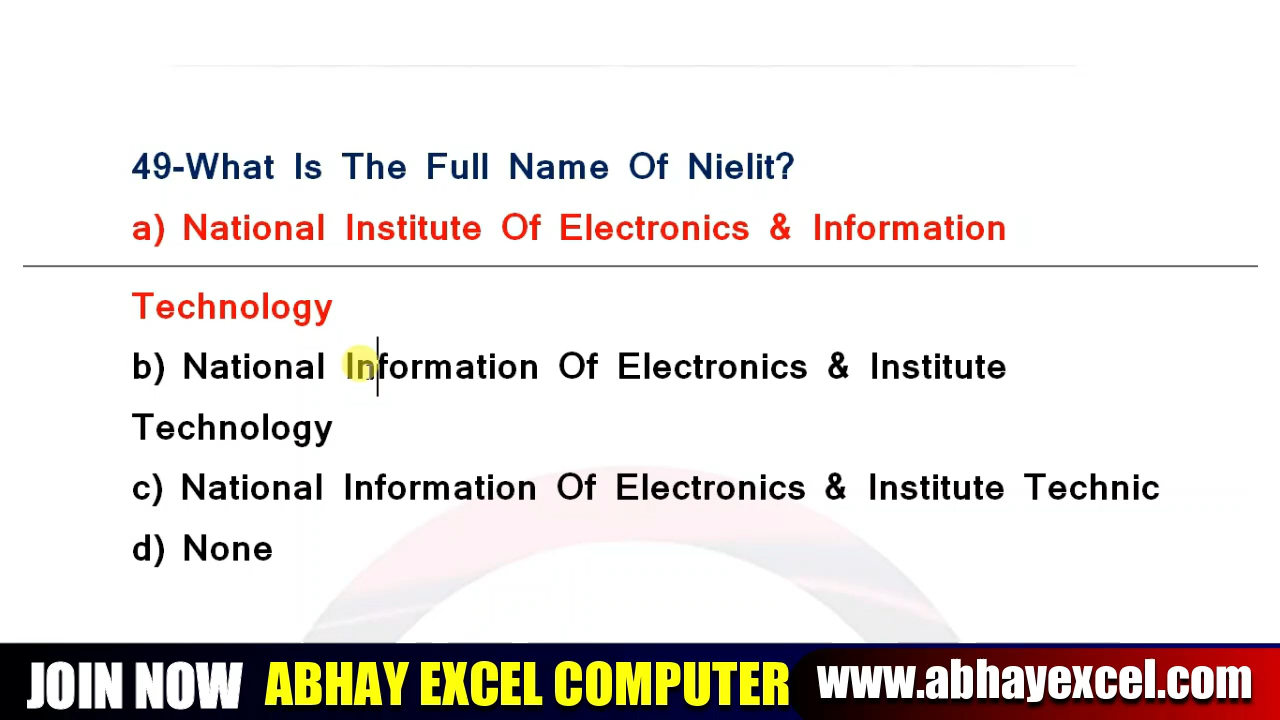 49-What Is The Full Name Of Nielit?
a) National Institute Of Electronics & Information
Technology
b) National Information Of Electronics & Institute
Technology
c) National Information Of Electronics & Institute Technic
d) None
JOIN NOW ABHAY EXCEL COMPUTER www.abhayexcel.com